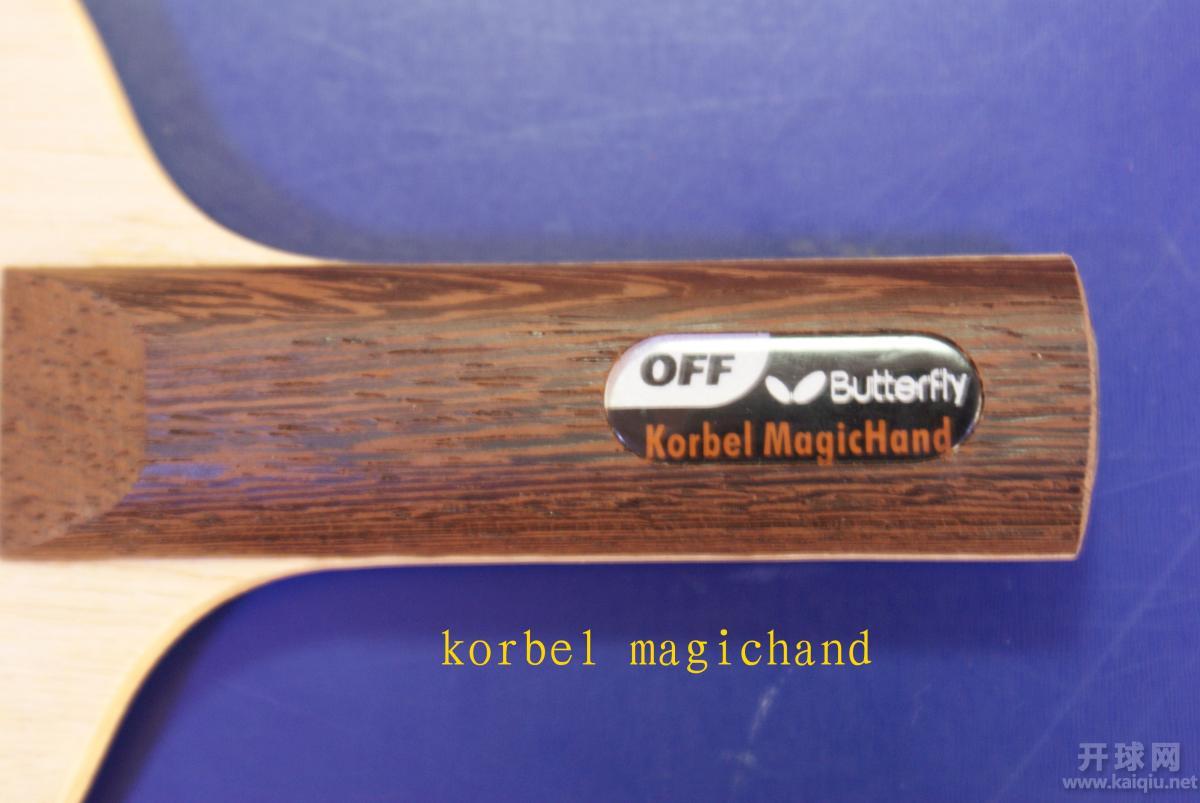 OFF
Butterfly
Korbel MagicHand
korbel magichand
开球网
www.kaiqiu.net